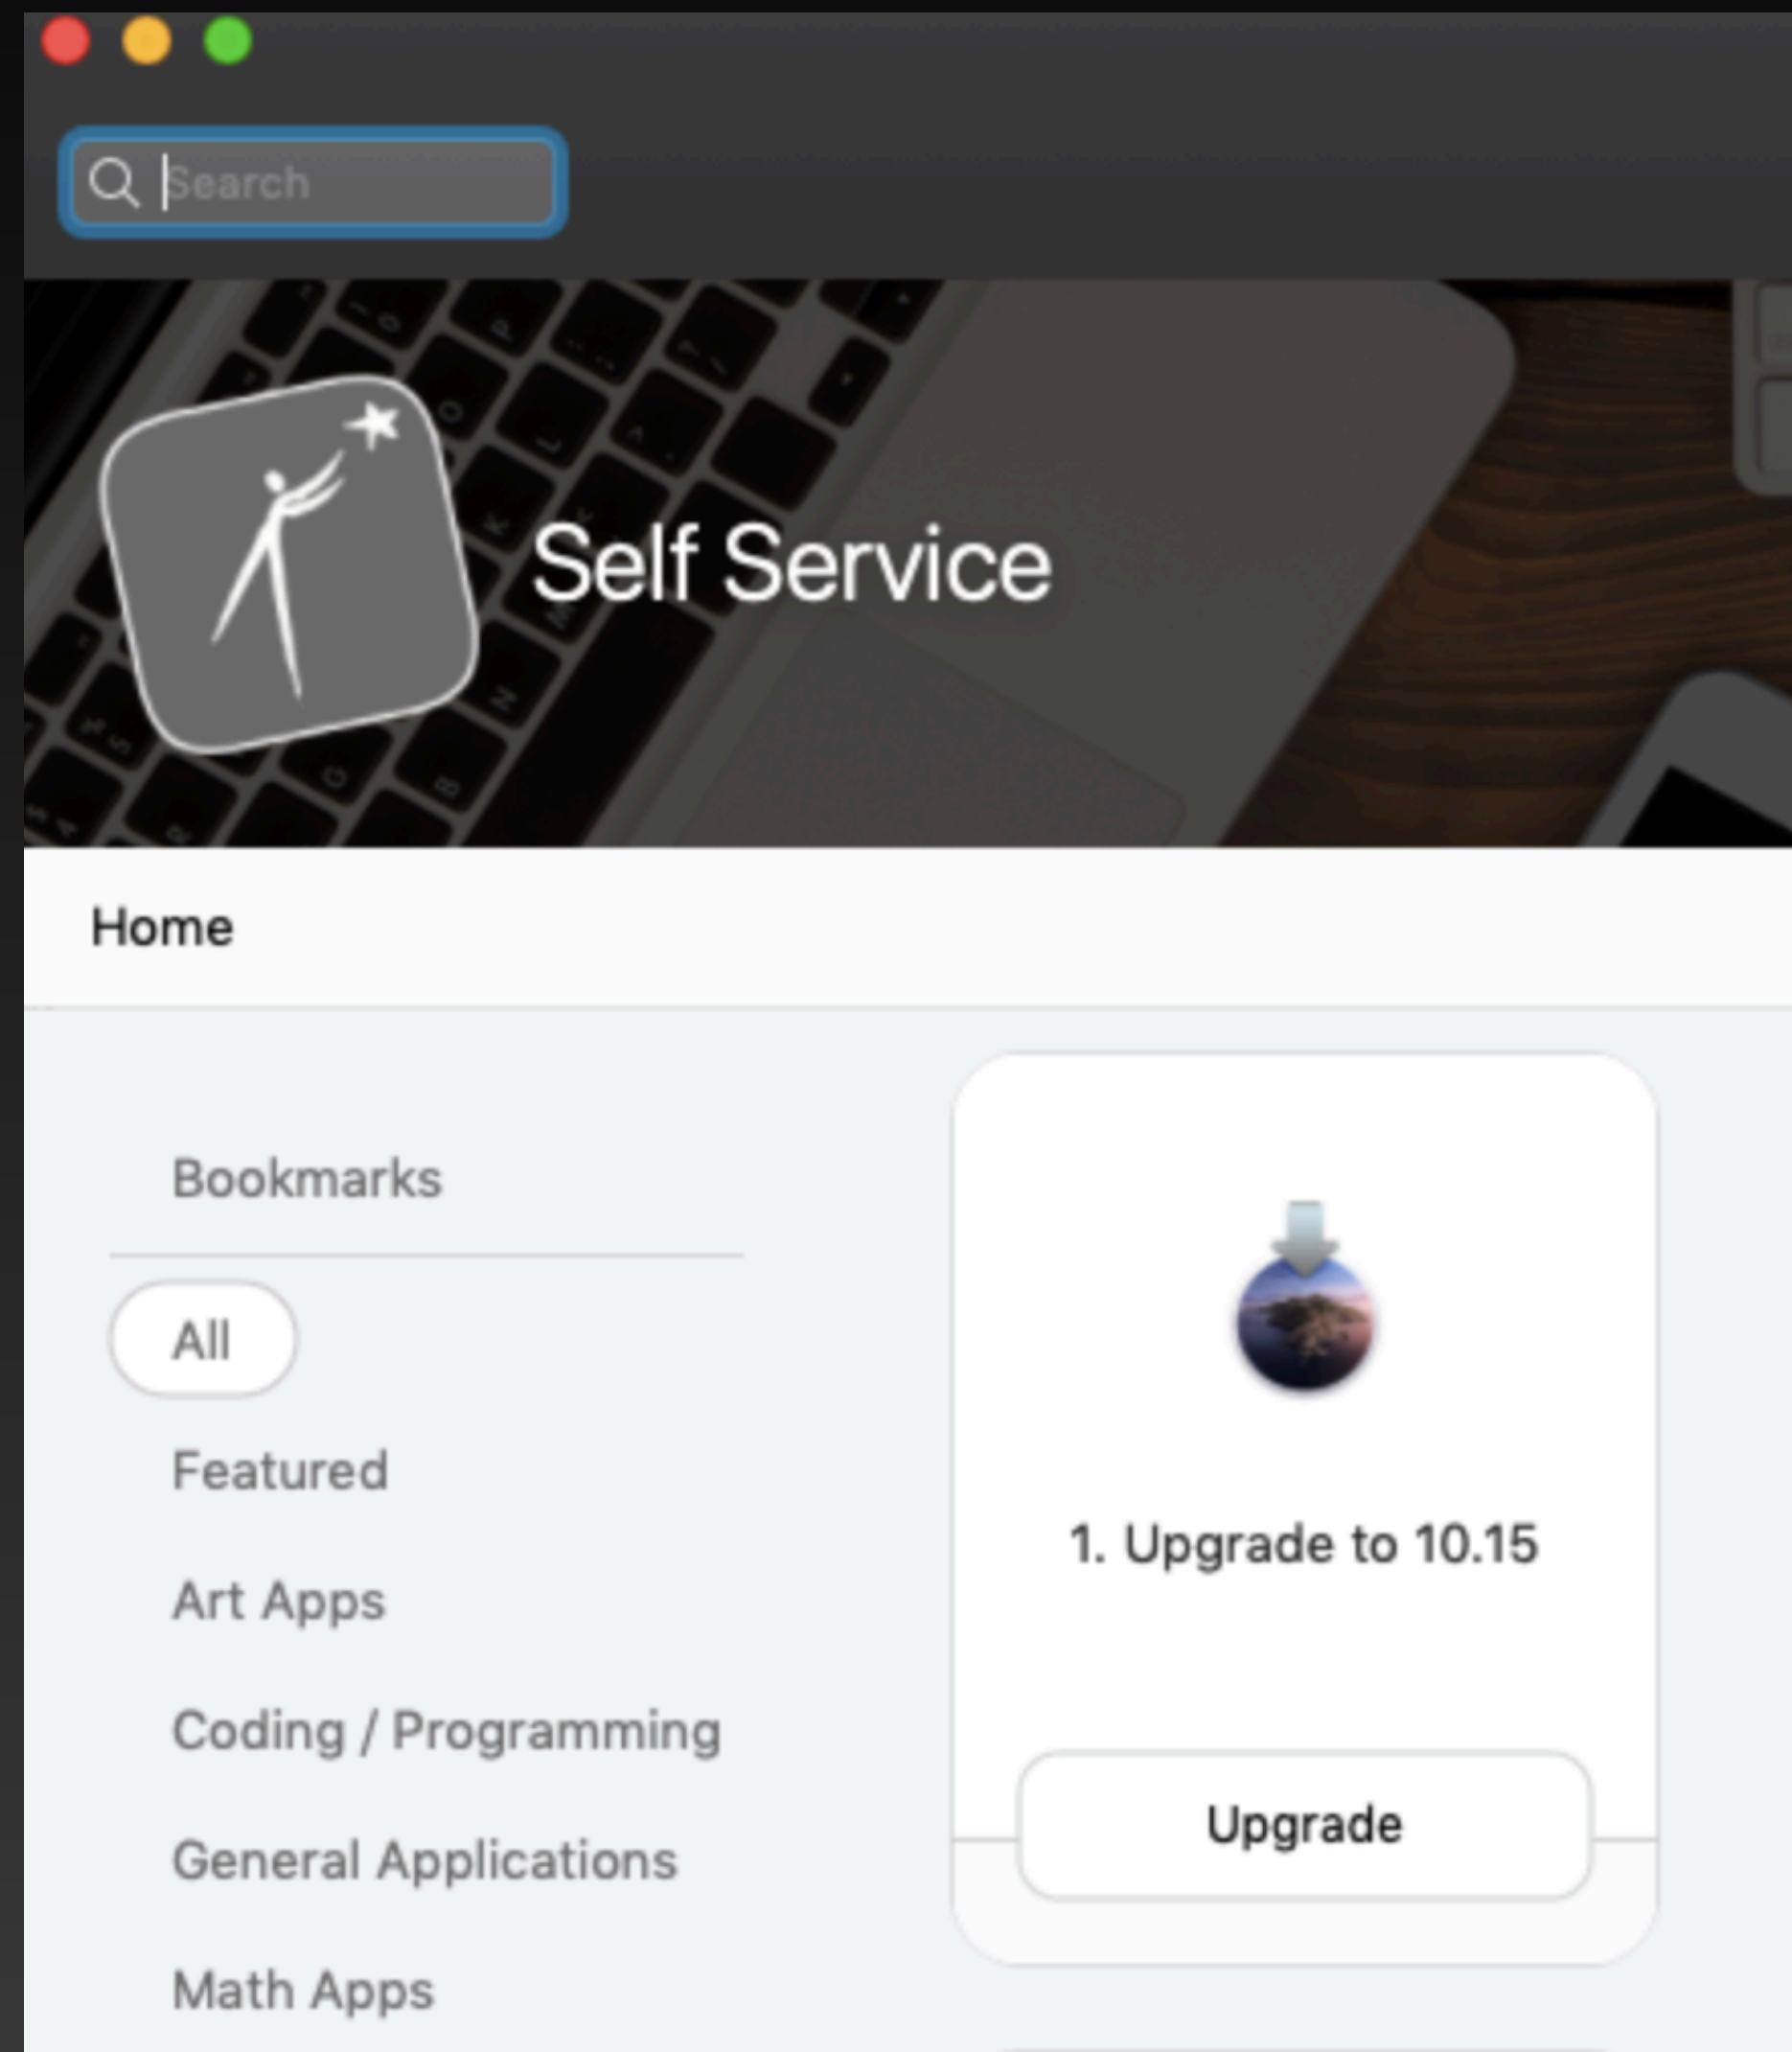 Search
Self Service
Home
Bookmarks
All
Featured
Art Apps
Coding / Programming
General Applications
Math Apps
1. Upgrade to 10.15
Upgrade